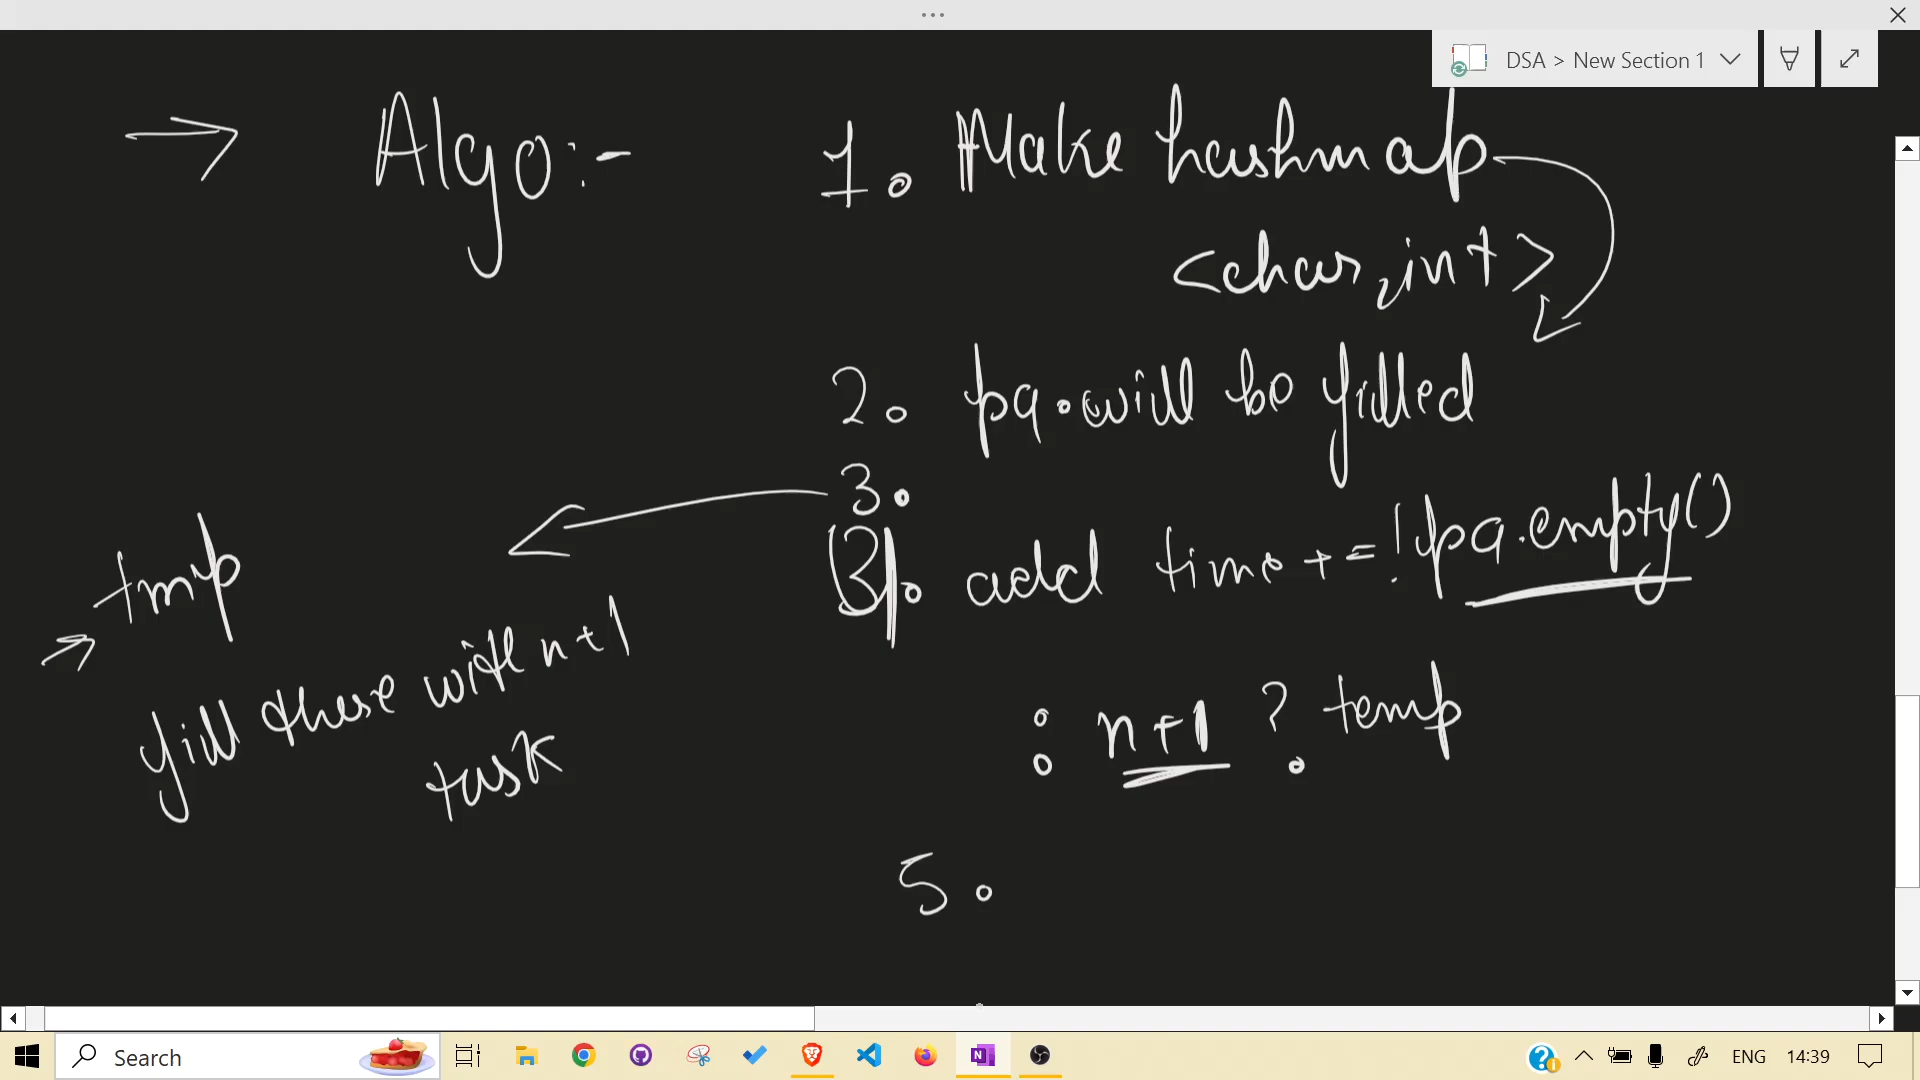 DSA > New Section 1
→ Algo:- 1. Make hashmap
<char, int>
2. pq. will be filled
3.
(3). add time += !pq.empty()
: n+1 ? temp
5.
tmp
→ fill these with n+1
task
Search
ENG 14:39